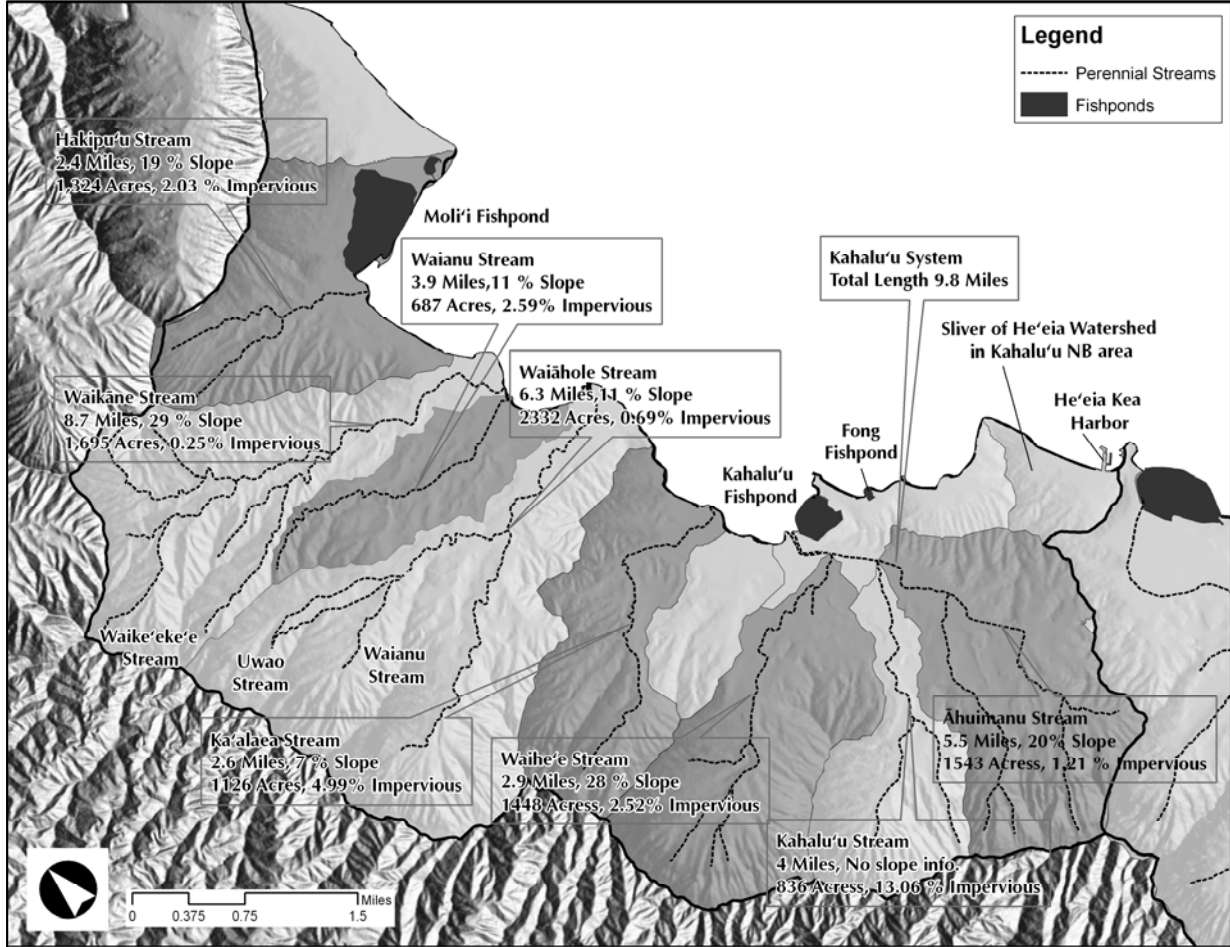 Legend
Perennial Streams
Fishponds
Hakipu‘u Stream
2.4 Miles, 19 % Slope
1,324 Acres, 2.03 % Impervious
Moli‘i Fishpond
Waianu Stream
3.9 Miles,11 % Slope
687 Acres, 2.59% Impervious
Kahalu‘u System
Total Length 9.8 Miles
Sliver of He‘eia Watershed
in Kahalu‘u NB area
He‘eia Kea
Harbor
Waikāne Stream
8.7 Miles, 29 % Slope
1,695 Acres, 0.25% Impervious
Waiāhole Stream
6.3 Miles,11 % Slope
2332 Acres, 0.69% Impervious
Fong
Fishpond
Kahalu‘u
Fishpond
Waike‘eke‘e
Stream
Uwao
Stream
Waianu
Stream
Ka‘alaea Stream
2.6 Miles, 7 % Slope
1126 Acres, 4.99% Impervious
Waihe‘e Stream
2.9 Miles, 28 % Slope
1448 Acress, 2.52% Impervious
Āhuimanu Stream
5.5 Miles, 20% Slope
1543 Acress, 1.21 % Impervious
Kahalu‘u Stream
4 Miles, No slope info.
836 Acress, 13.06 % Impervious
Miles
0 0.375 0.75 1.5